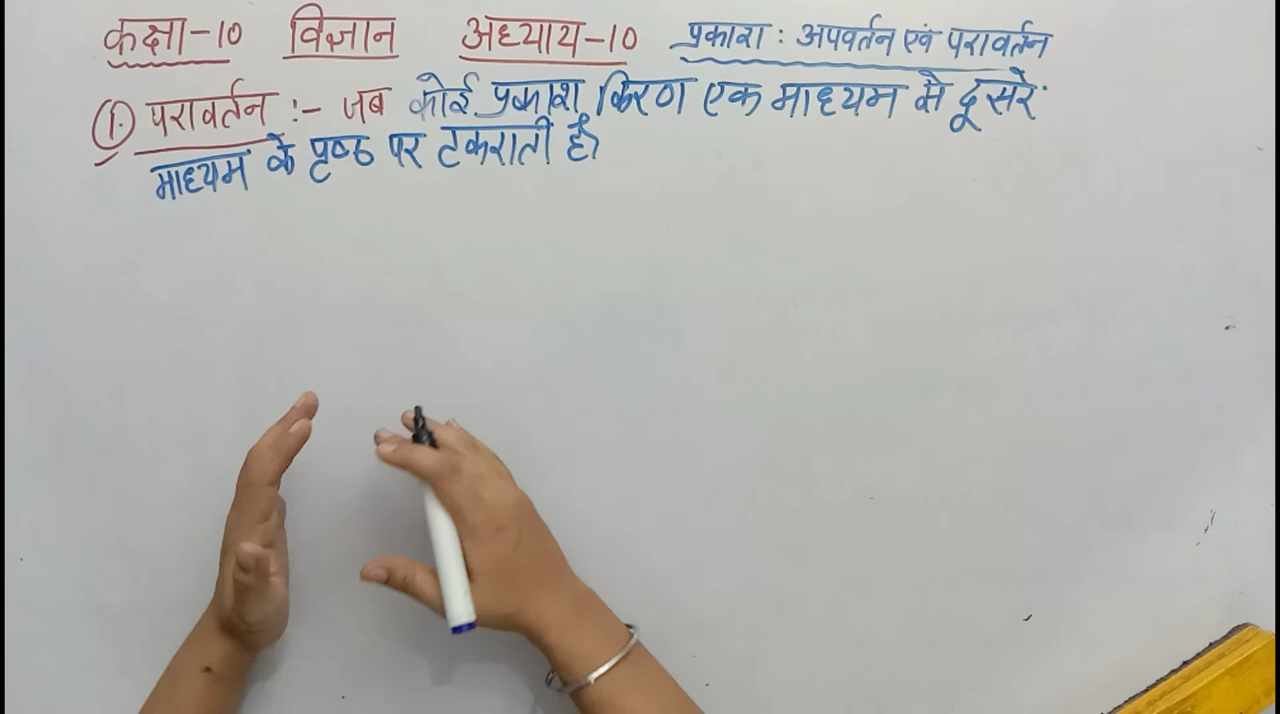 कक्षा-10 विज्ञान अध्याय-10 प्रकाश : अपवर्तन एवं परावर्तन
① परावर्तन :- जब कोई प्रकाश किरण एक माध्यम से दूसरे
माध्यम के पृष्ठ पर टकराती है।